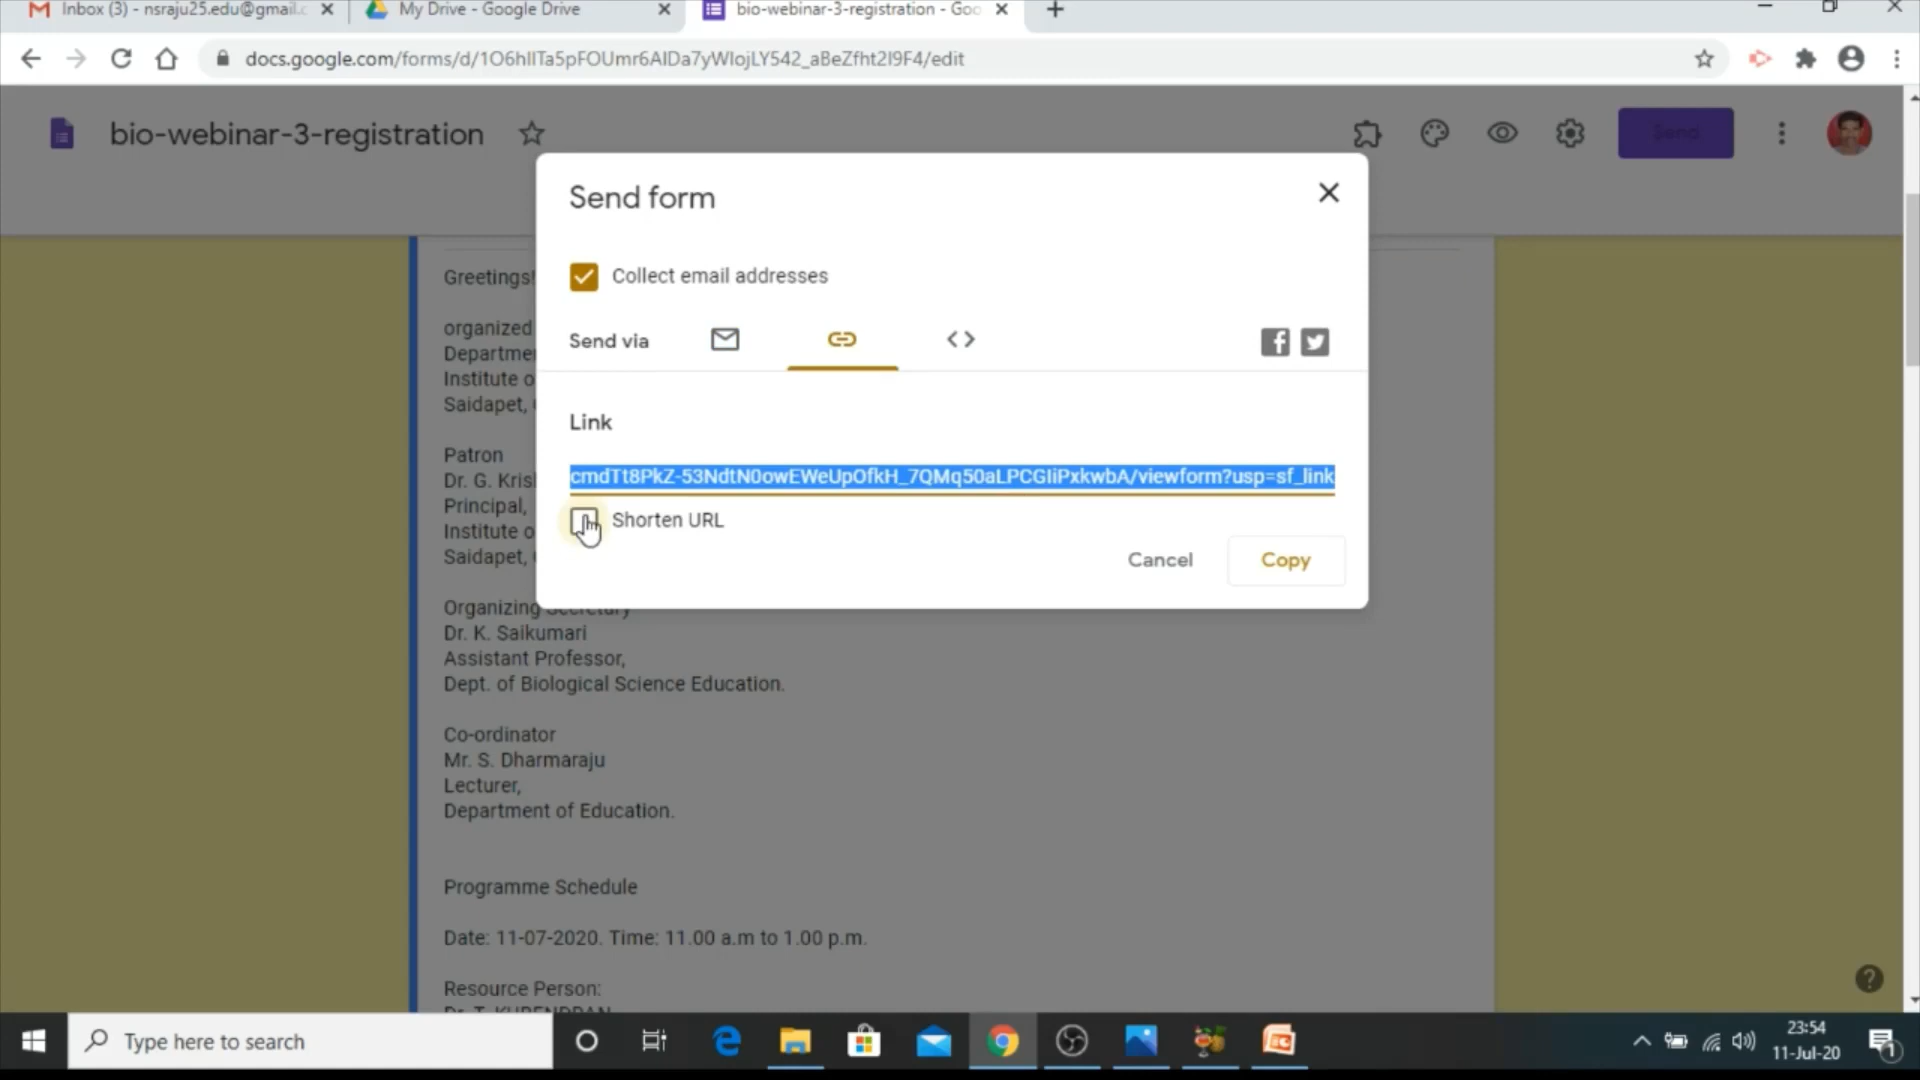 Inbox (3) - nsraju25.edu@gmail.c
My Drive - Google Drive
bio-webinar-3-registration - Goo
docs.google.com/forms/d/1O6hIlTa5pFOUmr6AIDa7yWIojLY542_aBeZfht2I9F4/edit
bio-webinar-3-registration
Send
Send form
Collect email addresses
Send via
Link
cmdTt8PkZ-53NdtN0owEWeUpOfkH_7QMq50aLPCGIiPxkwbA/viewform?usp=sf_link
Shorten URL
Cancel
Copy
Greetings!
organized
Departme
Institute o
Saidapet,
Patron
Dr. G. Kris
Principal,
Institute o
Saidapet,
Organizing Secretary
Dr. K. Saikumari
Assistant Professor,
Dept. of Biological Science Education.
Co-ordinator
Mr. S. Dharmaraju
Lecturer,
Department of Education.
Programme Schedule
Date: 11-07-2020. Time: 11.00 a.m to 1.00 p.m.
Resource Person:
Type here to search
23:54
11-Jul-20
1